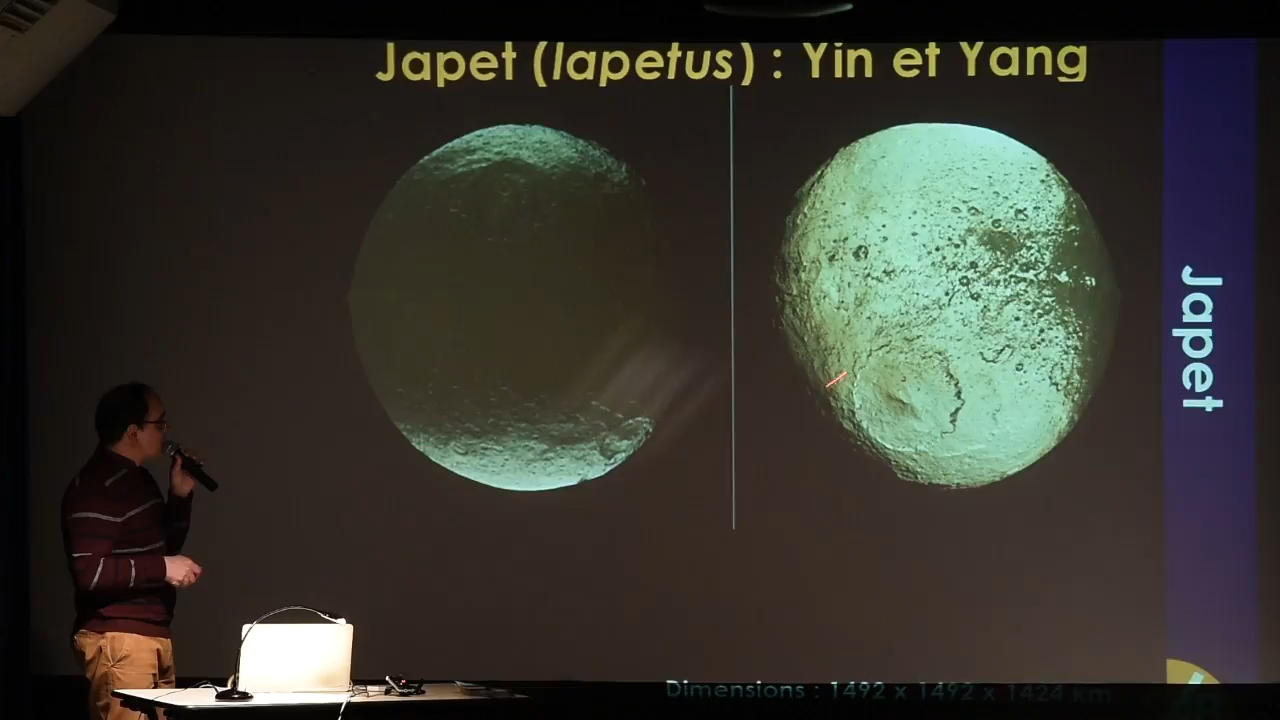 Japet (Iapetus) : Yin et Yang
Japet
Dimensions : 1492 x 1492 x 1424 km